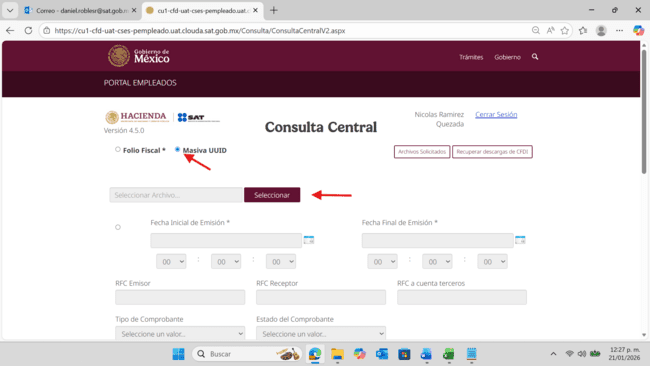 Correo - daniel.roblesr@sat.gob.m
cu1-cfd-uat-cses-pempleado.uat.c
https://cu1-cfd-uat-cses-pempleado.uat.clouda.sat.gob.mx/Consulta/ConsultaCentralV2.aspx
Gobierno de
México
Trámites
Gobierno
PORTAL EMPLEADOS
HACIENDA
SAT
Versión 4.5.0
Consulta Central
Nicolas Ramirez
Quezada
Cerrar Sesión
Folio Fiscal *
Masiva UUID
Archivos Solicitados
Recuperar descargas de CFDI
Seleccionar Archivo...
Seleccionar
Fecha Inicial de Emisión *
Fecha Final de Emisión *
00 : 00 : 00
00 : 00 : 00
RFC Emisor
RFC Receptor
RFC a cuenta terceros
Tipo de Comprobante
Estado del Comprobante
Seleccione un valor...
Seleccione un valor...
Buscar
12:27 p. m.
21/01/2026